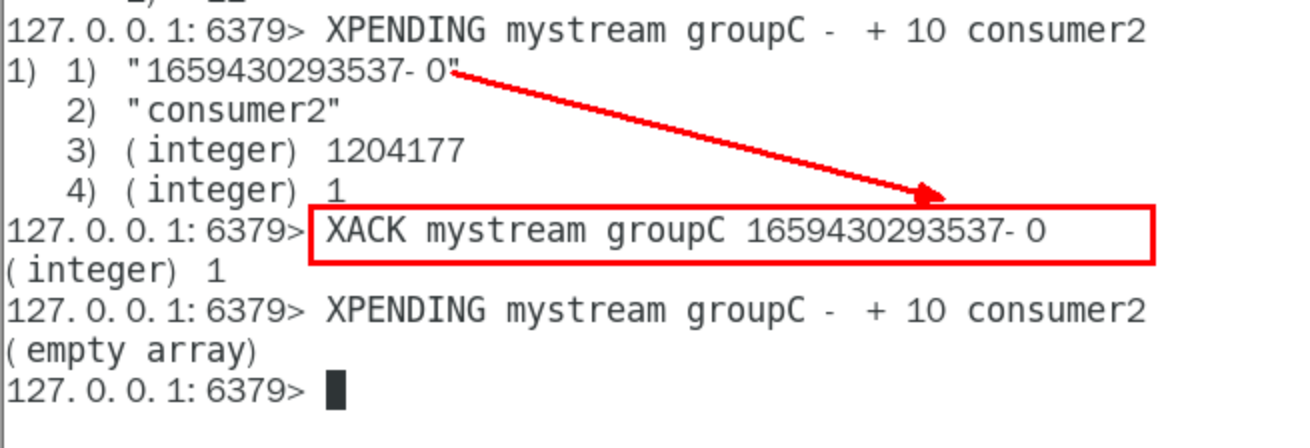 127.0.0.1:6379> XPENDING mystream groupC - + 10 consumer2
1) 1) "1659430293537-0"
   2) "consumer2"
   3) (integer) 1204177
   4) (integer) 1
127.0.0.1:6379> XACK mystream groupC 1659430293537-0
(integer) 1
127.0.0.1:6379> XPENDING mystream groupC - + 10 consumer2
(empty array)
127.0.0.1:6379>